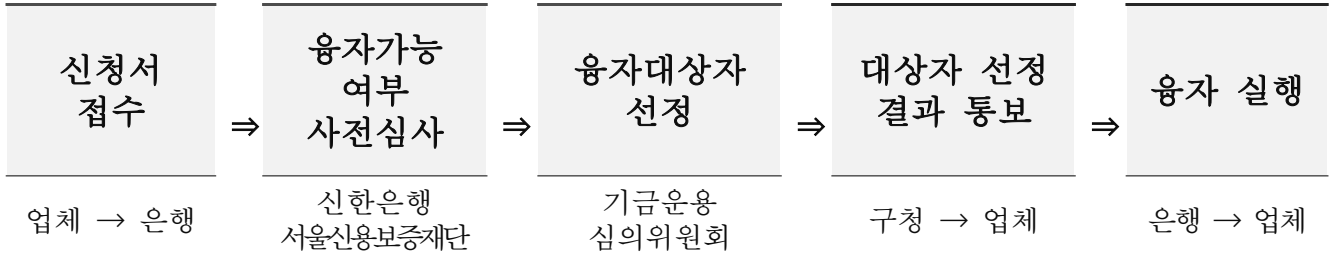 신청서
접수
업체 → 은행
⇒
융자가능
여부
사전심사
신한은행
서울신용보증재단
⇒
융자대상자
선정
기금운용
심의위원회
⇒
대상자 선정
결과 통보
구청 → 업체
⇒
융자 실행
은행 → 업체